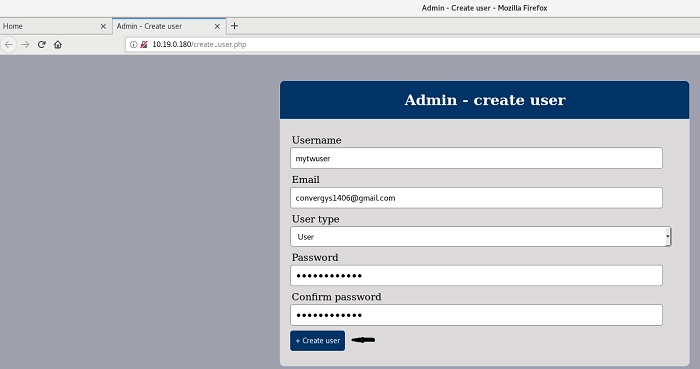 Admin - Create user - Mozilla Firefox
Home
Admin - Create user
10.19.0.180/create_user.php
Admin - create user
Username
mytwuser
Email
convergys1406@gmail.com
User type
User
Password
●●●●●●●●●●●●
Confirm password
●●●●●●●●●●●●
+ Create user